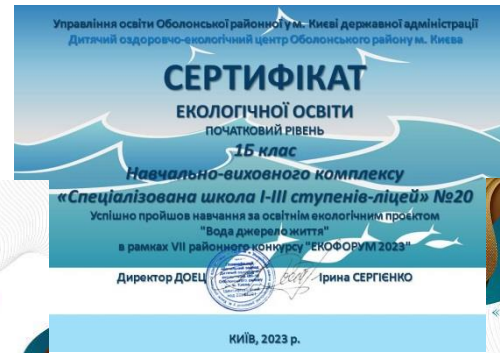 Управління освіти Оболонської районної у м. Києві державної адміністрації
Дитячий оздоровчо-екологічний центр Оболонського району м. Києва
СЕРТИФІКАТ
ЕКОЛОГІЧНОЇ ОСВІТИ
ПОЧАТКОВИЙ РІВЕНЬ
1Б клас
Навчально-виховного комплексу
«Спеціалізована школа І-ІІІ ступенів-ліцей» №20
Успішно пройшов навчання за освітнім екологічним проєктом
"Вода джерело життя"
в рамках VII районного конкурсу "ЕКОФОРУМ 2023"
Директор ДОЕЦ Ірина СЕРГІЄНКО
КИЇВ, 2023 р.